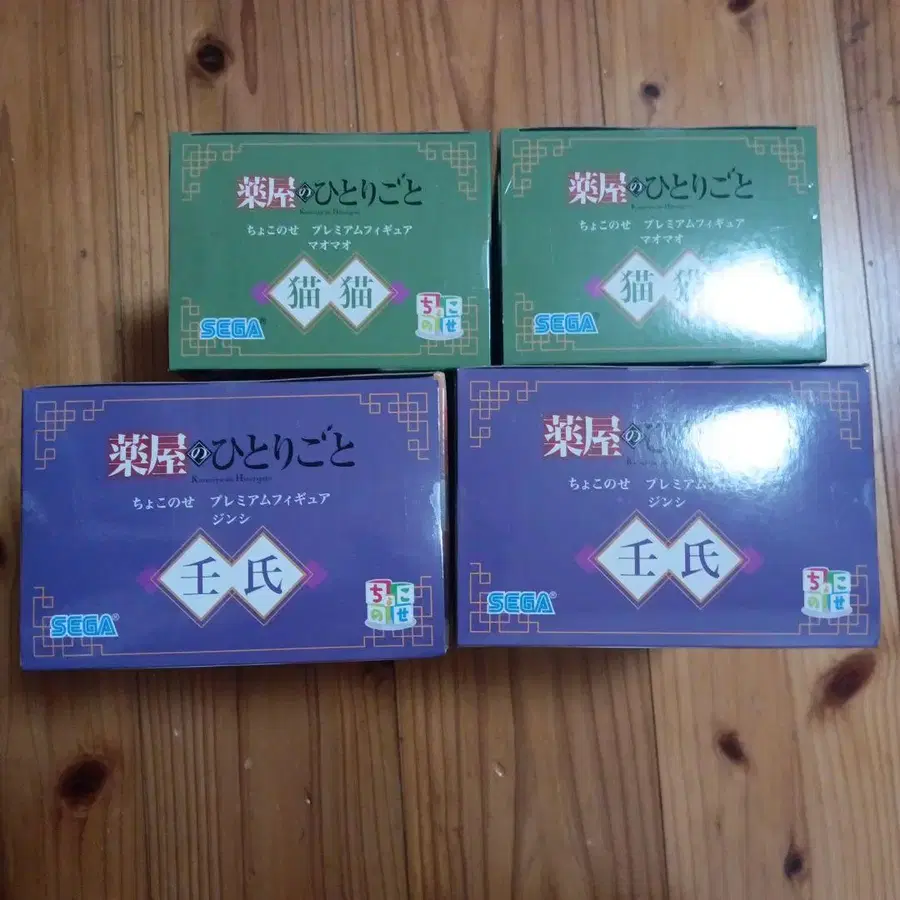 薬屋のひとりごと
ちょこのせ プレミアムフィギュア
マオマオ
猫猫
SEGA®
ちょこのせ
薬屋のひとりごと
ちょこのせ プレミアムフィギュア
マオマオ
猫
SEGA®
ちょこのせ
薬屋のひとりごと
ちょこのせ プレミアムフィギュア
ジンシ
壬氏
SEGA®
ちょこのせ
薬屋のひ
ちょこのせ プレミアム
ジンシ
壬氏
SEGA®
ちょこのせ